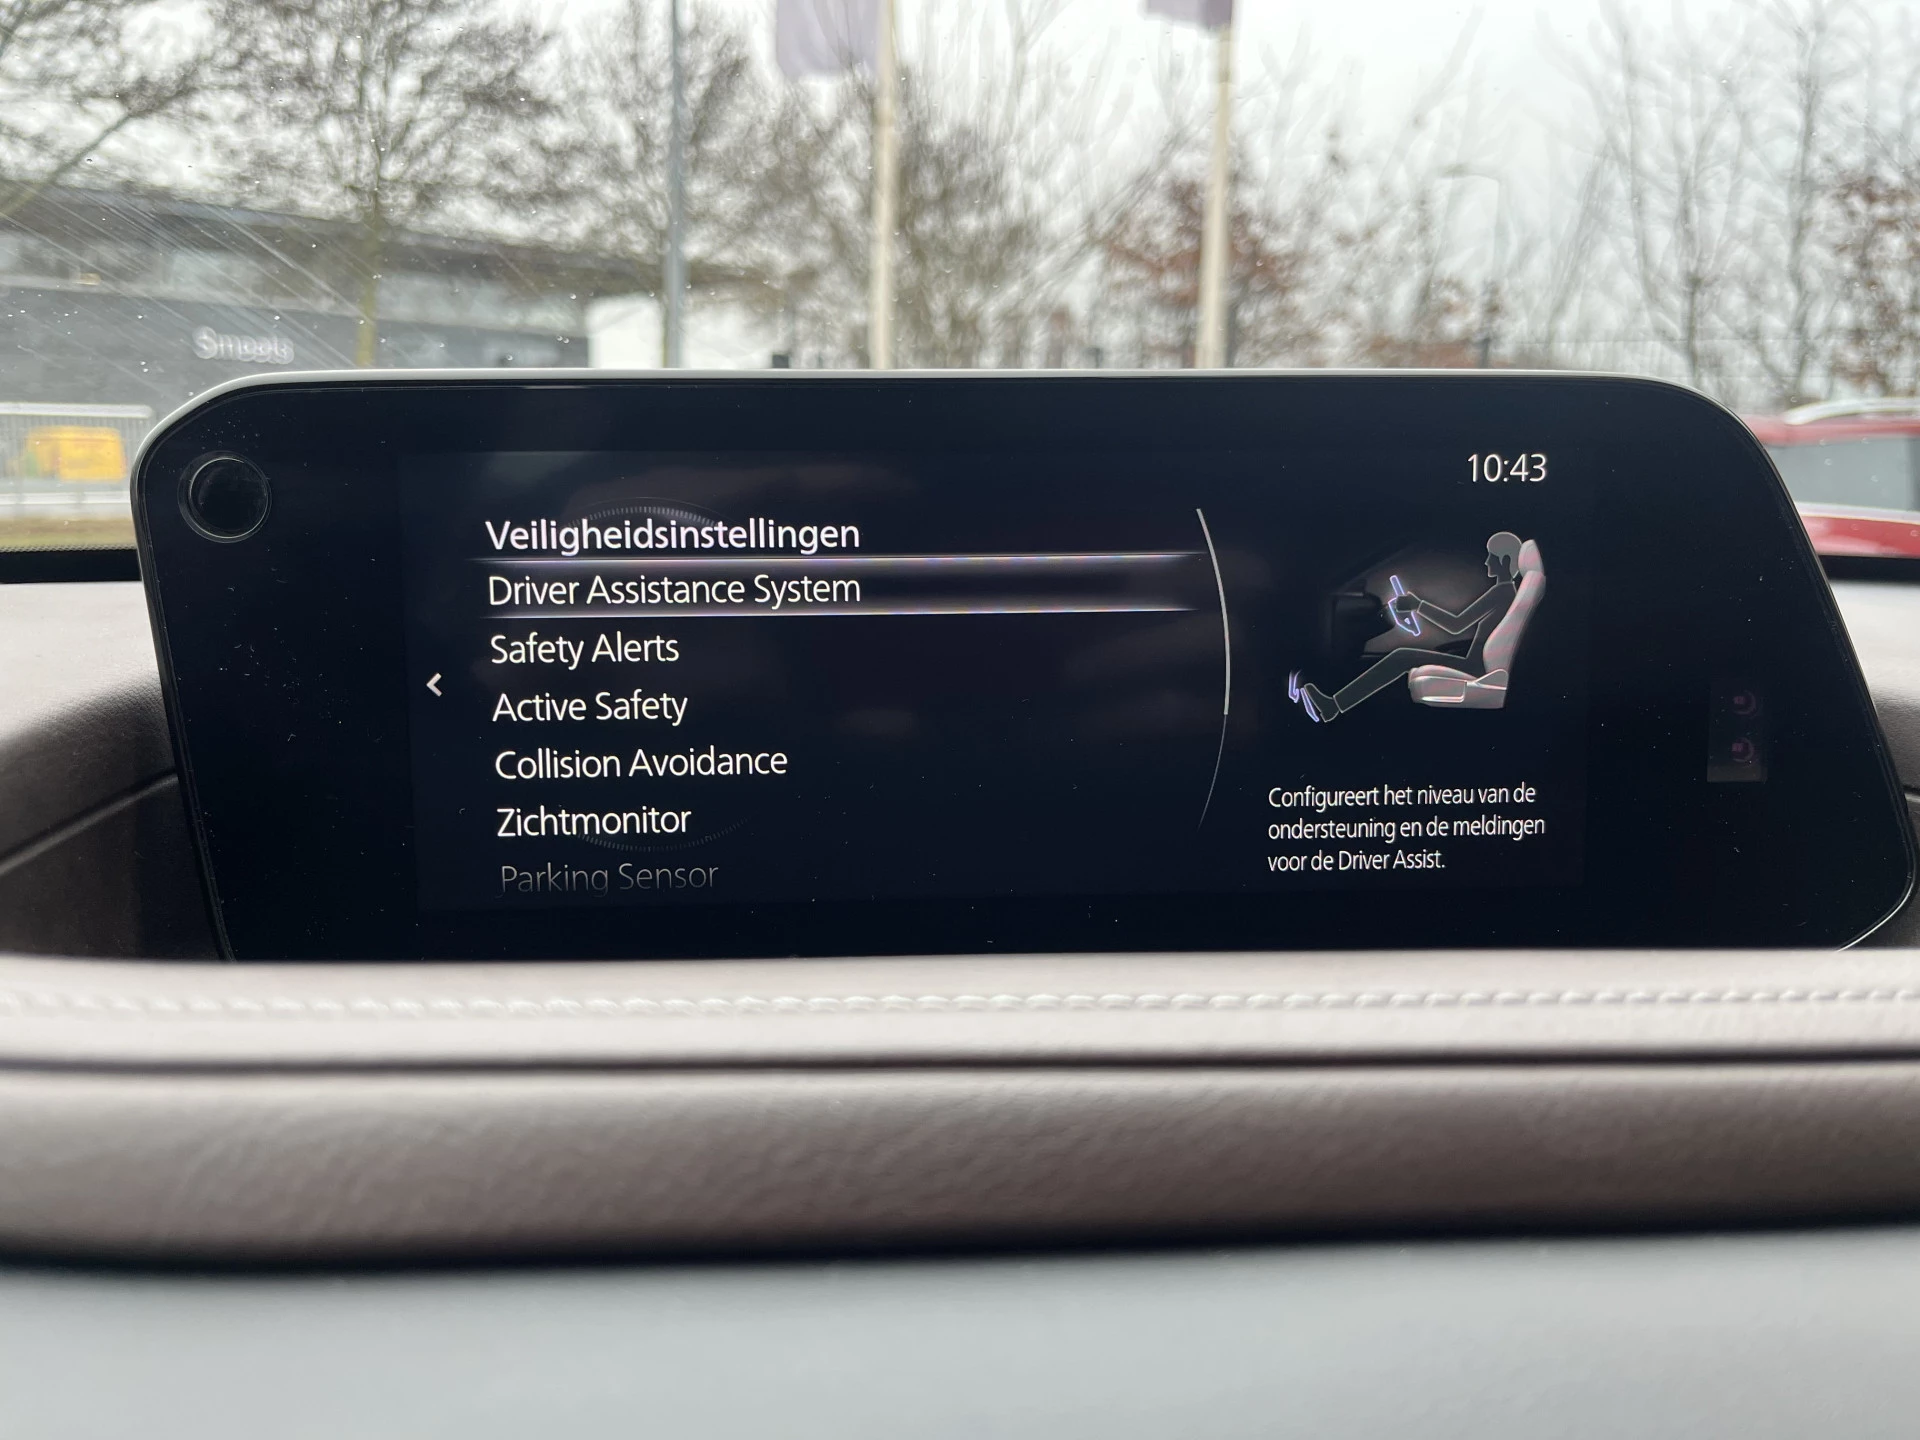 Smeets
10:43
Veiligheidsinstellingen
Driver Assistance System
Safety Alerts
Active Safety
Collision Avoidance
Zichtmonitor
Parking Sensor
Configureert het niveau van de
ondersteuning en de meldingen
voor de Driver Assist.